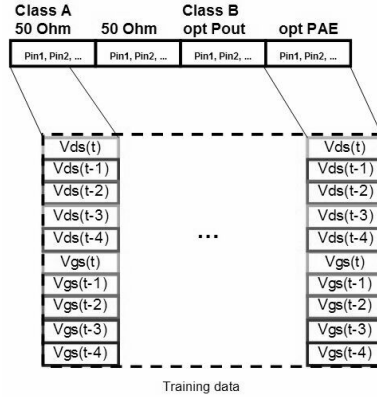 Class A Class B
50 Ohm 50 Ohm opt Pout opt PAE
Pin1, Pin2, ... Pin1, Pin2, ... Pin1, Pin2, ... Pin1, Pin2, ...
Vds(t) Vds(t)
Vds(t-1) Vds(t-1)
Vds(t-2) Vds(t-2)
Vds(t-3) Vds(t-3)
Vds(t-4) ... Vds(t-4)
Vgs(t) Vgs(t)
Vgs(t-1) Vgs(t-1)
Vgs(t-2) Vgs(t-2)
Vgs(t-3) Vgs(t-3)
Vgs(t-4) Vgs(t-4)
Training data